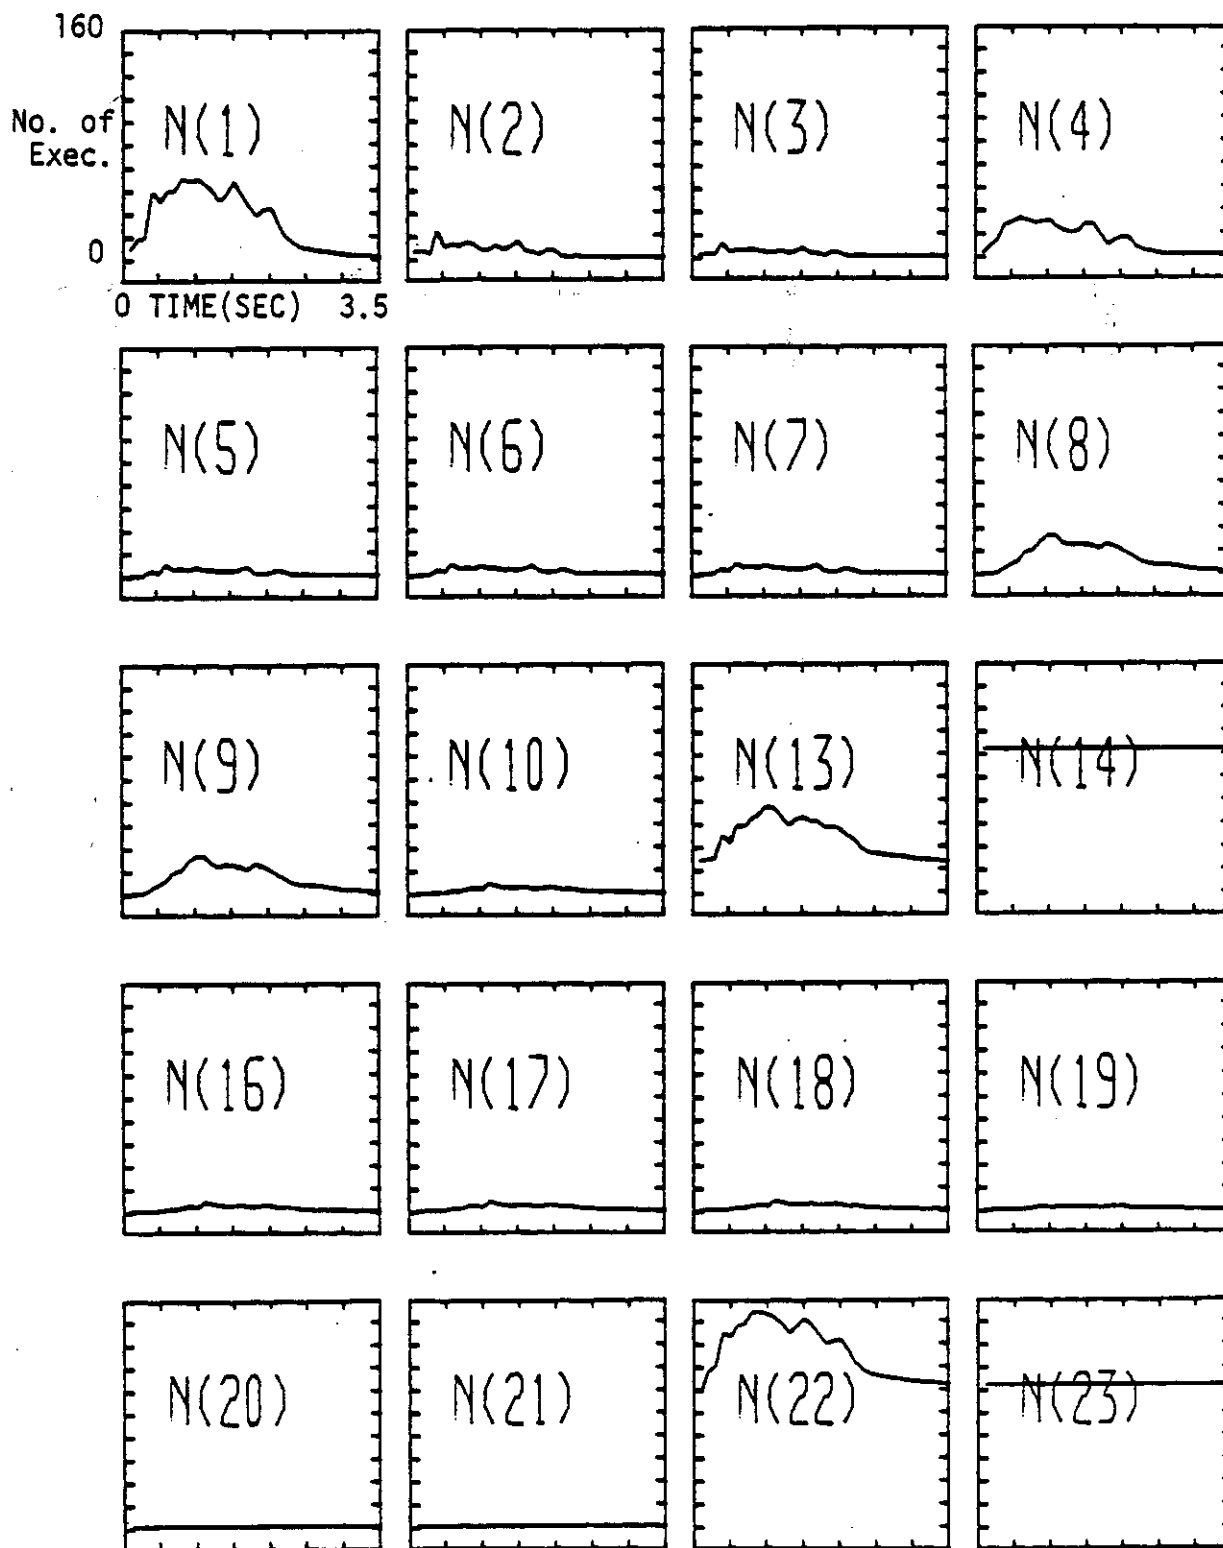 160
No. of
Exec.
0
0 TIME(SEC) 3.5
N(1) N(2) N(3) N(4)
N(5) N(6) N(7) N(8)
N(9) N(10) N(13) N(14)
N(16) N(17) N(18) N(19)
N(20) N(21) N(22) N(23)